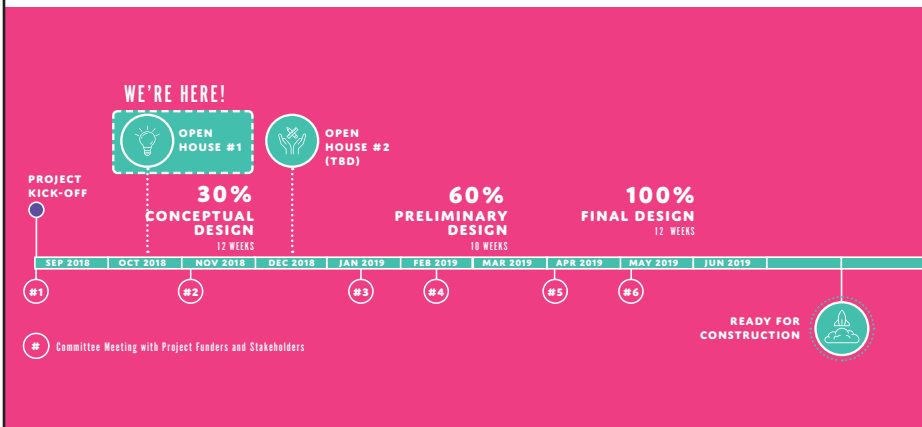 WE'RE HERE!
OPEN
HOUSE #1
OPEN
HOUSE #2
(TBD)
PROJECT
KICK-OFF
30%
CONCEPTUAL
DESIGN
12 WEEKS
60%
PRELIMINARY
DESIGN
10 WEEKS
100%
FINAL DESIGN
12 WEEKS
SEP 2018 OCT 2018 NOV 2018 DEC 2018 JAN 2019 FEB 2019 MAR 2019 APR 2019 MAY 2019 JUN 2019
#1 #2 #3 #4 #5 #6
READY FOR
CONSTRUCTION
# Committee Meeting with Project Funders and Stakeholders